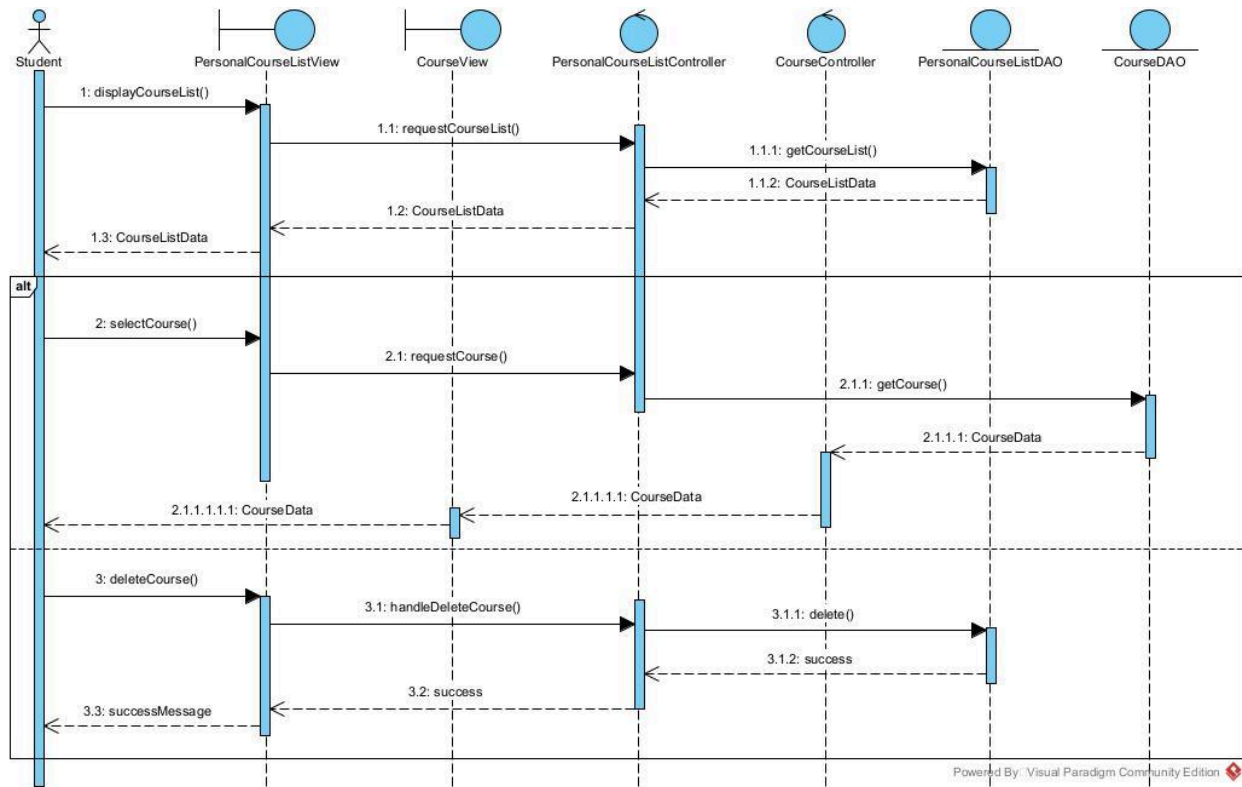 Student
PersonalCourseListView
CourseView
PersonalCourseListController
CourseController
PersonalCourseListDAO
CourseDAO
1: displayCourseList()
1.1: requestCourseList()
1.1.1: getCourseList()
1.1.2: CourseListData
1.2: CourseListData
1.3: CourseListData
alt
2: selectCourse()
2.1: requestCourse()
2.1.1: getCourse()
2.1.1.1: CourseData
2.1.1.1.1: CourseData
2.1.1.1.1.1: CourseData
3: deleteCourse()
3.1: handleDeleteCourse()
3.1.1: delete()
3.1.2: success
3.2: success
3.3: successMessage
Powered By: Visual Paradigm Community Edition